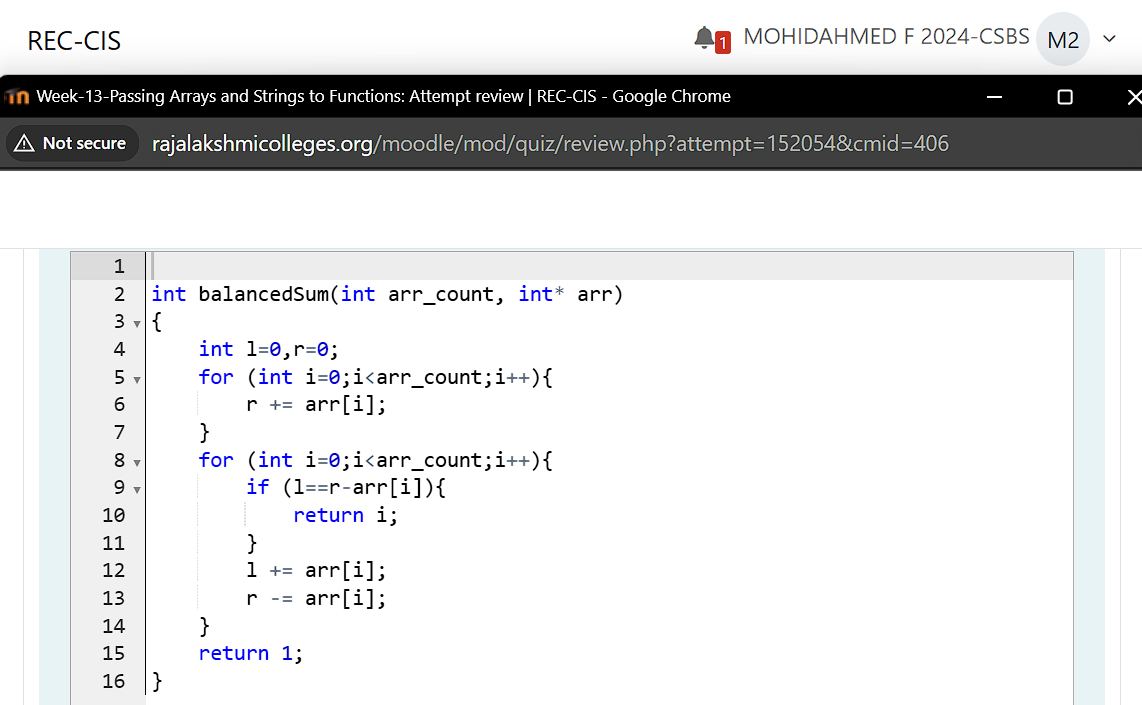 REC-CIS
1 MOHIDAHMED F 2024-CSBS M2
Week-13-Passing Arrays and Strings to Functions: Attempt review | REC-CIS - Google Chrome
Not secure rajalakshmicolleges.org/moodle/mod/quiz/review.php?attempt=152054&cmid=406
1
2 int balancedSum(int arr_count, int* arr)
3 {
4     int l=0,r=0;
5     for (int i=0;i<arr_count;i++){
6         r += arr[i];
7     }
8     for (int i=0;i<arr_count;i++){
9         if (l==r-arr[i]){
10             return i;
11         }
12         l += arr[i];
13         r -= arr[i];
14     }
15     return 1;
16 }